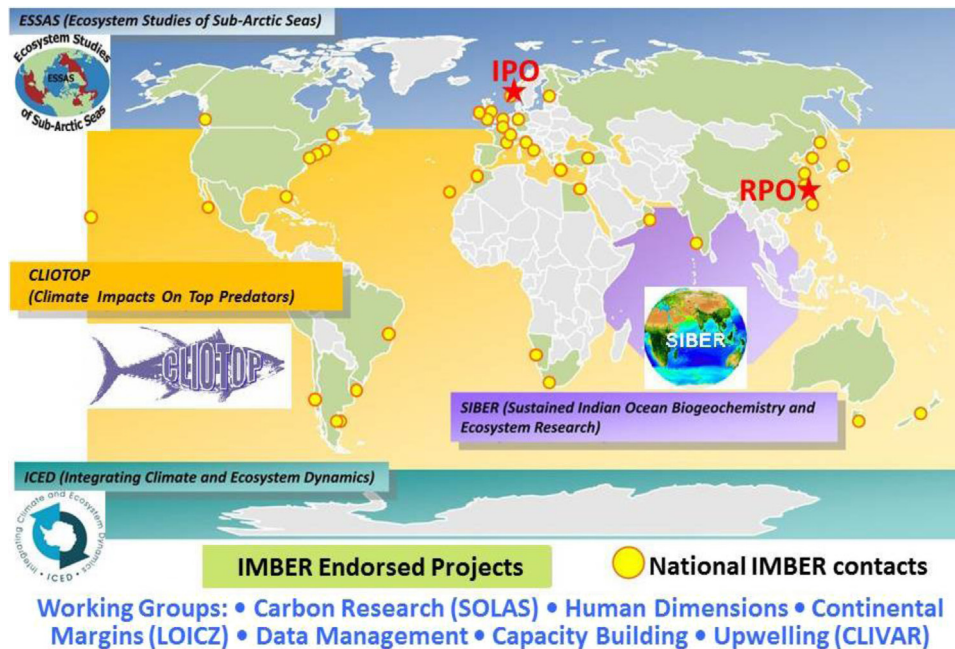 ESSAS (Ecosystem Studies of Sub-Arctic Seas)
Ecosystem Studies
ESSAS
of Sub-Arctic Seas
IPO
RPO
CLIOTOP
(Climate Impacts On Top Predators)
CLIOTOP
SIBER
SIBER (Sustained Indian Ocean Biogeochemistry and
Ecosystem Research)
ICED (Integrating Climate and Ecosystem Dynamics)
Integrating Climate and Ecosystem Dynamics
• ICED •
IMBER Endorsed Projects
National IMBER contacts
Working Groups: • Carbon Research (SOLAS) • Human Dimensions • Continental
Margins (LOICZ) • Data Management • Capacity Building • Upwelling (CLIVAR)